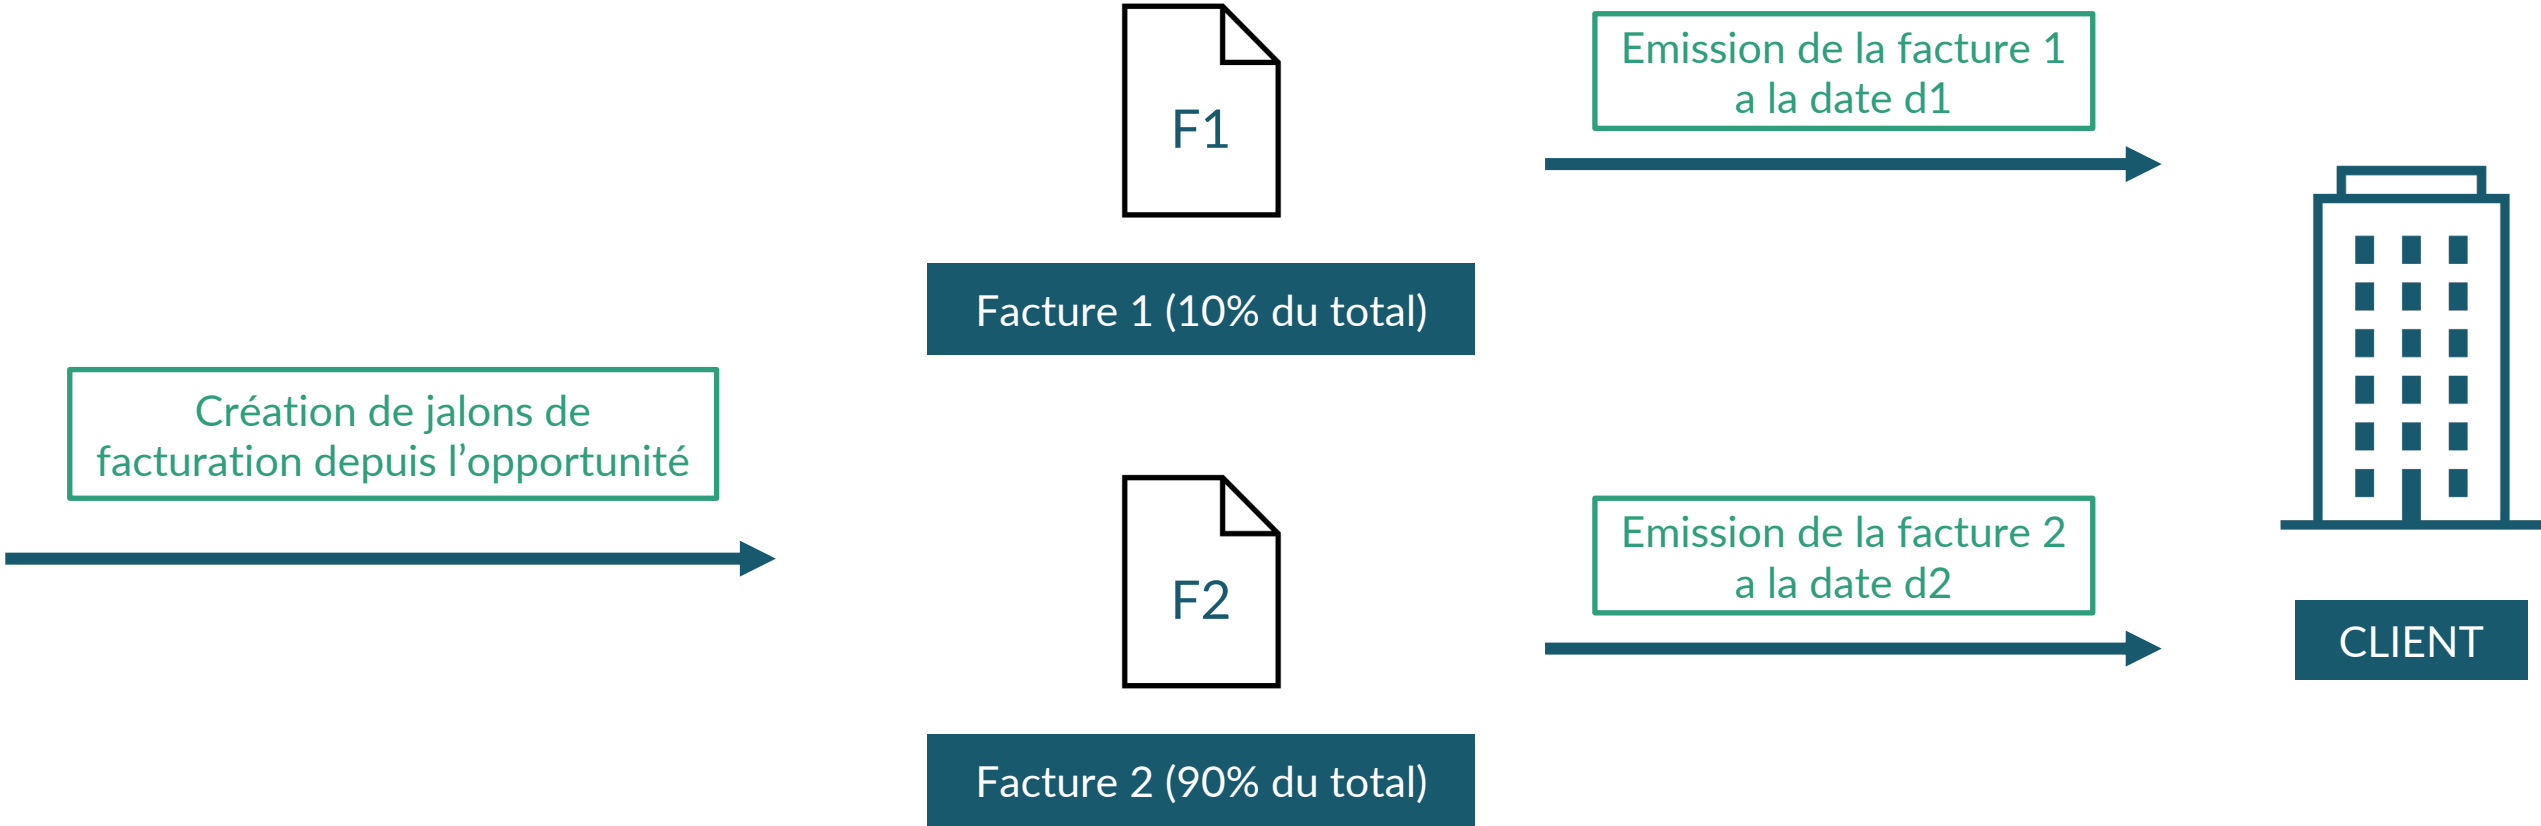 Création de jalons de
facturation depuis l’opportunité
F1
Facture 1 (10% du total)
Emission de la facture 1
a la date d1
F2
Facture 2 (90% du total)
Emission de la facture 2
a la date d2
CLIENT